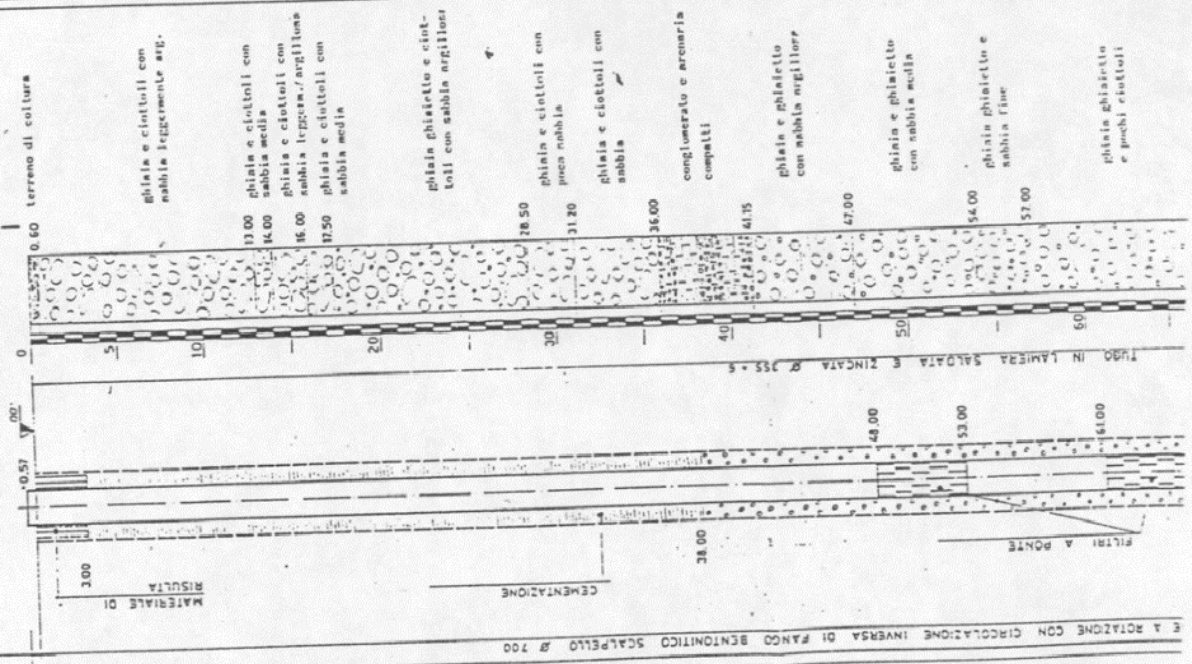 0.60 terreno di coltura
ghiaia e ciottoli con
sabbia leggermente arg.
13.00 ghiaia e ciottoli con
sabbia media
14.00
ghiaia e ciottoli con
sabbia leggerm./argillosa
16.00
17.50 ghiaia e ciottoli con
sabbia media
ghiaia ghiaietto e ciot-
toli con sabbia argillosa
28.50
ghiaia e ciottoli con
poca sabbia
31.20
ghiaia e ciottoli con
sabbia
36.00
conglomerato e arenaria
compatti
41.15
ghiaia e ghiaietto
con sabbia argillosa
47.00
ghiaia e ghiaietto
con sabbia media
54.00
ghiaia ghiaietto e
sabbia fine
57.00
ghiaia ghiaietto
e pochi ciottoli
0
5
10
20
30
40
50
60
TUBO IN LAMIERA SALDATA E ZINCATA Ø 355 × 6
00'
0.57
48.00
53.00
61.00
3.00
38.00
MATERIALE DI
RISULTA
CEMENTAZIONE
FILTRI A PONTE
E A ROTAZIONE CON CIRCOLAZIONE INVERSA DI FANGO BENTONITICO SCALPELLO Ø 700